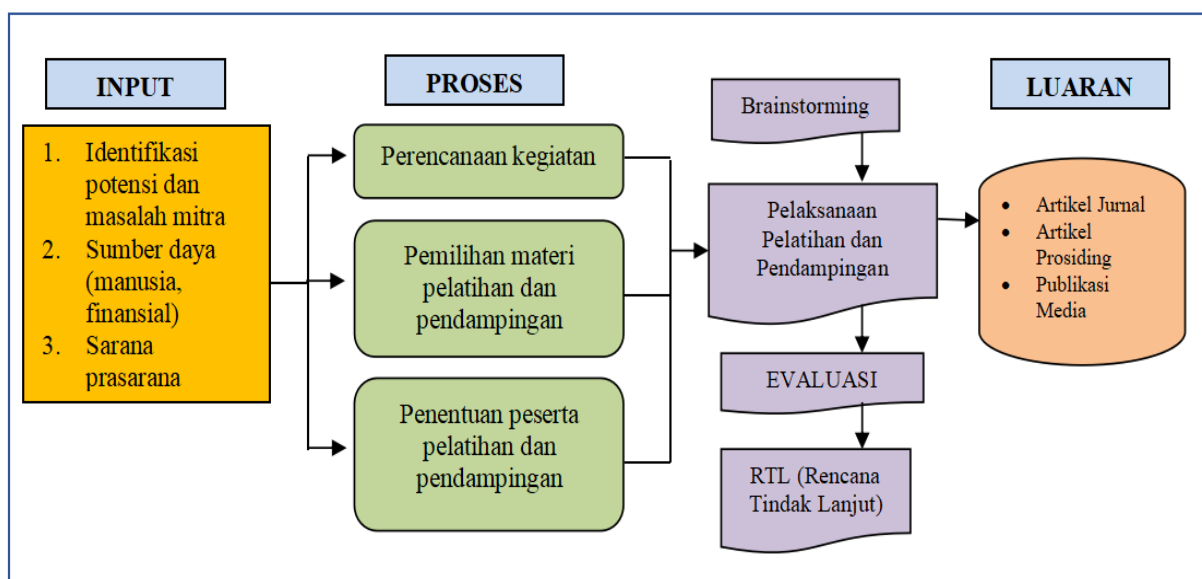 INPUT
1. Identifikasi
potensi dan
masalah mitra
2. Sumber daya
(manusia,
finansial)
3. Sarana
prasarana
PROSES
Perencanaan kegiatan
Pemilihan materi
pelatihan dan
pendampingan
Penentuan peserta
pelatihan dan
pendampingan
Brainstorming
Pelaksanaan
Pelatihan dan
Pendampingan
EVALUASI
RTL (Rencana
Tindak Lanjut)
LUARAN
• Artikel Jurnal
• Artikel
Prosiding
• Publikasi
Media